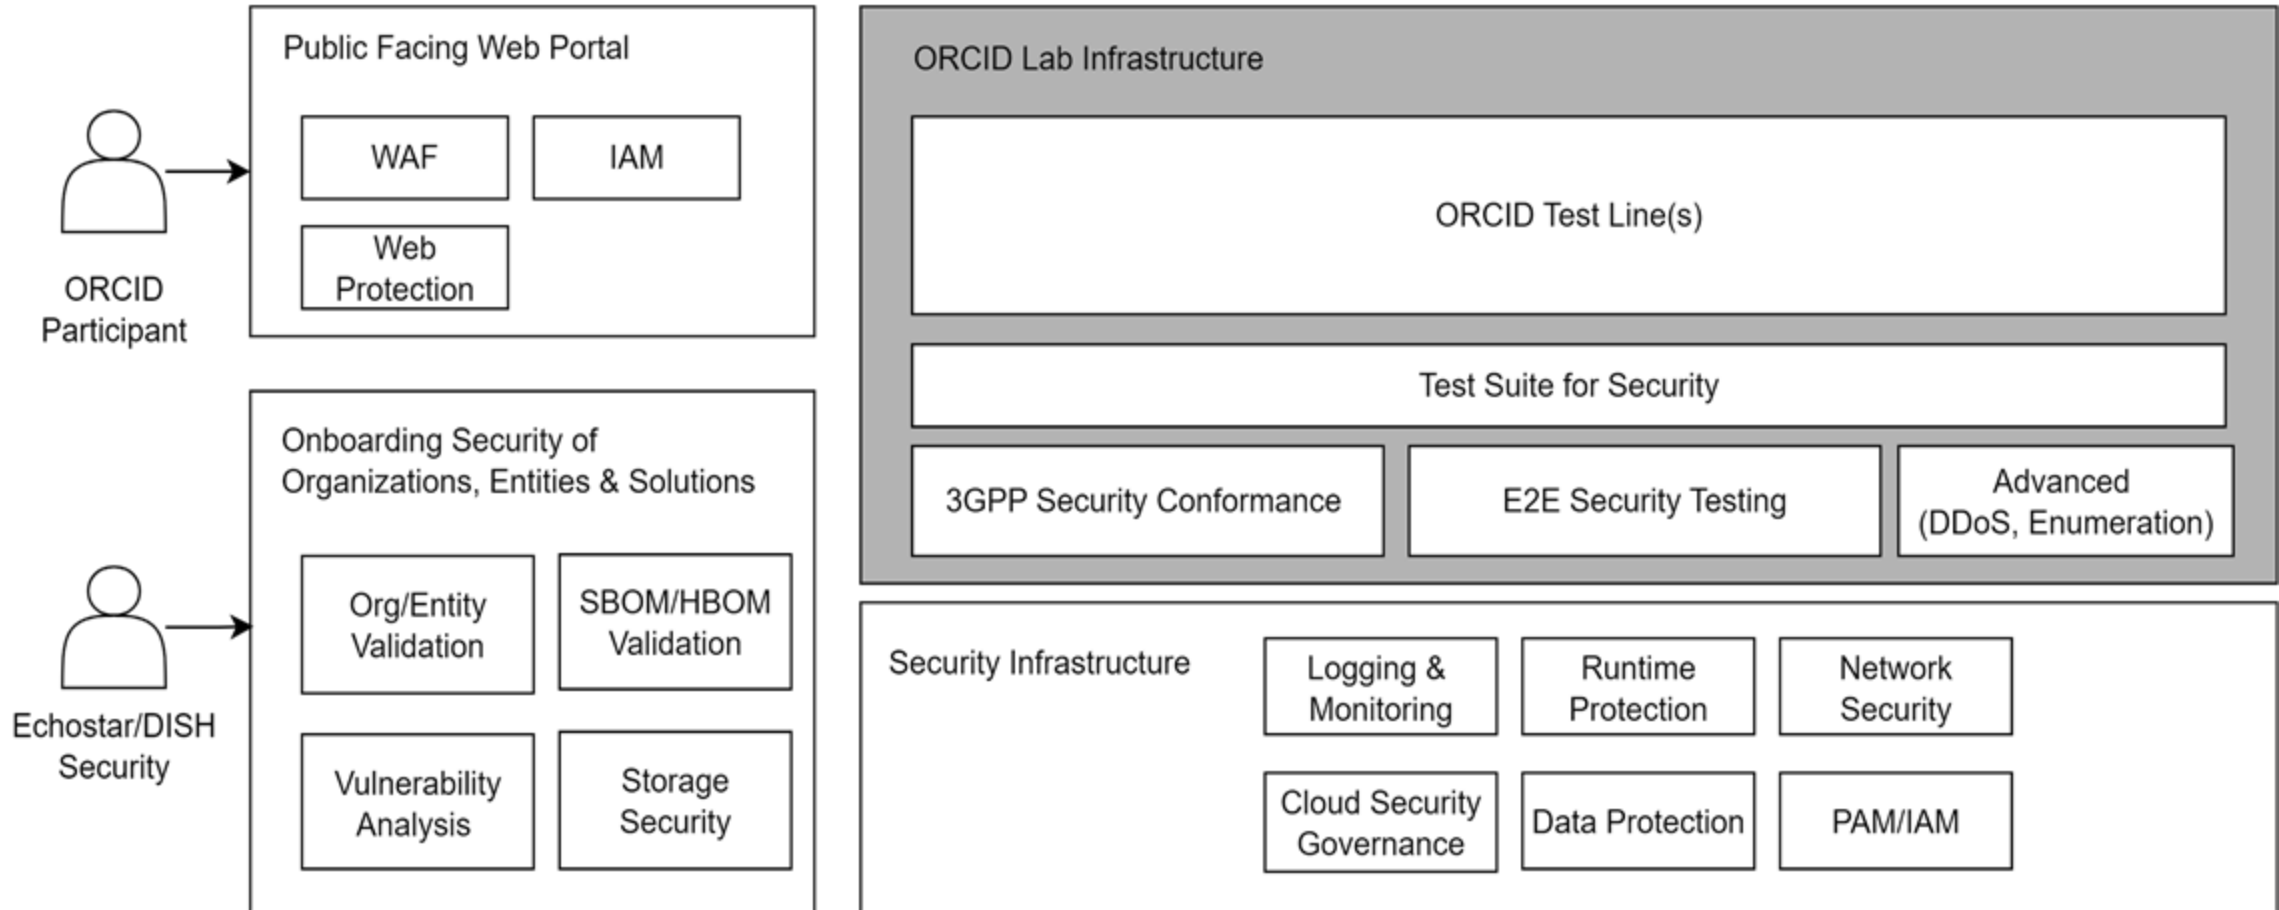 Public Facing Web Portal
WAF
IAM
Web
Protection
ORCID
Participant
Onboarding Security of
Organizations, Entities & Solutions
Org/Entity
Validation
SBOM/HBOM
Validation
Vulnerability
Analysis
Storage
Security
Echostar/DISH
Security
ORCID Lab Infrastructure
ORCID Test Line(s)
Test Suite for Security
3GPP Security Conformance
E2E Security Testing
Advanced
(DDoS, Enumeration)
Security Infrastructure
Logging &
Monitoring
Runtime
Protection
Network
Security
Cloud Security
Governance
Data Protection
PAM/IAM